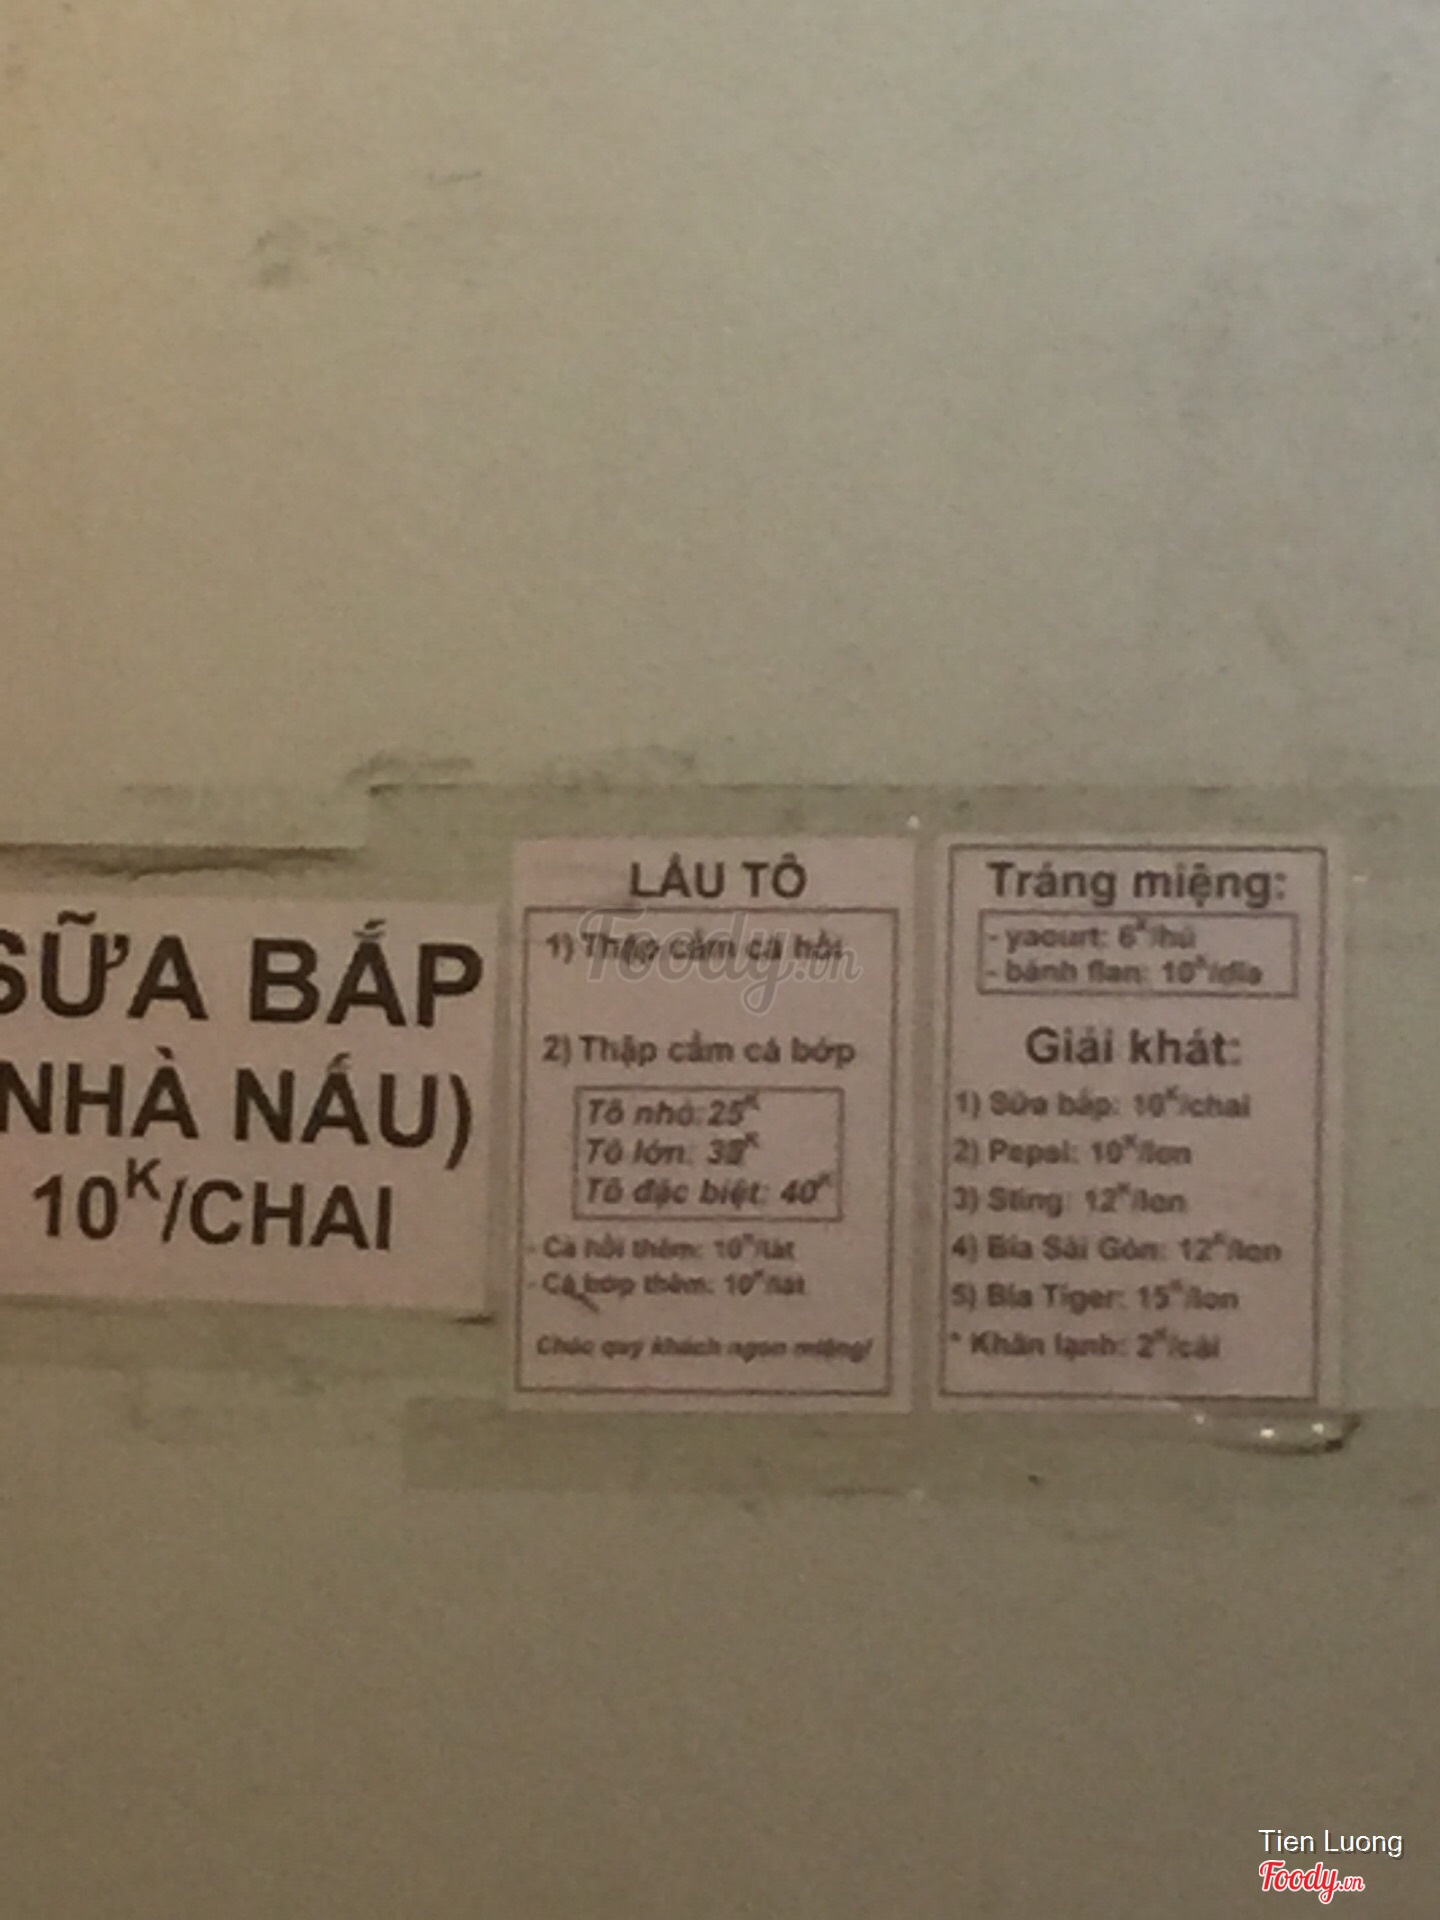 SỮA BẮP
NHÀ NẤU)
10K/CHAI
LẨU TÔ
1) Thập cẩm cá hồi
2) Thập cẩm cá bớp
Tô nhỏ: 25K
Tô lớn:
Tô đặc biệt: 40K
- Cá hồi thêm: 10K/lát
- Cá bớp thêm: 10K/lát
Chúc quý khách ngon miệng!
Tráng miệng:
- yaourt: 6K/hủ
- bánh flan: 10K/dĩa
Giải khát:
1) Sữa bắp: 10K/chai
2) Pepsi: 10K/lon
3) Sting: 12K/lon
4) Bia Sài Gòn: 12K/lon
5) Bia Tiger: 15K/lon
* Khăn lạnh: 2K/cái
Foody.vn
Tien Luong
Foody.vn